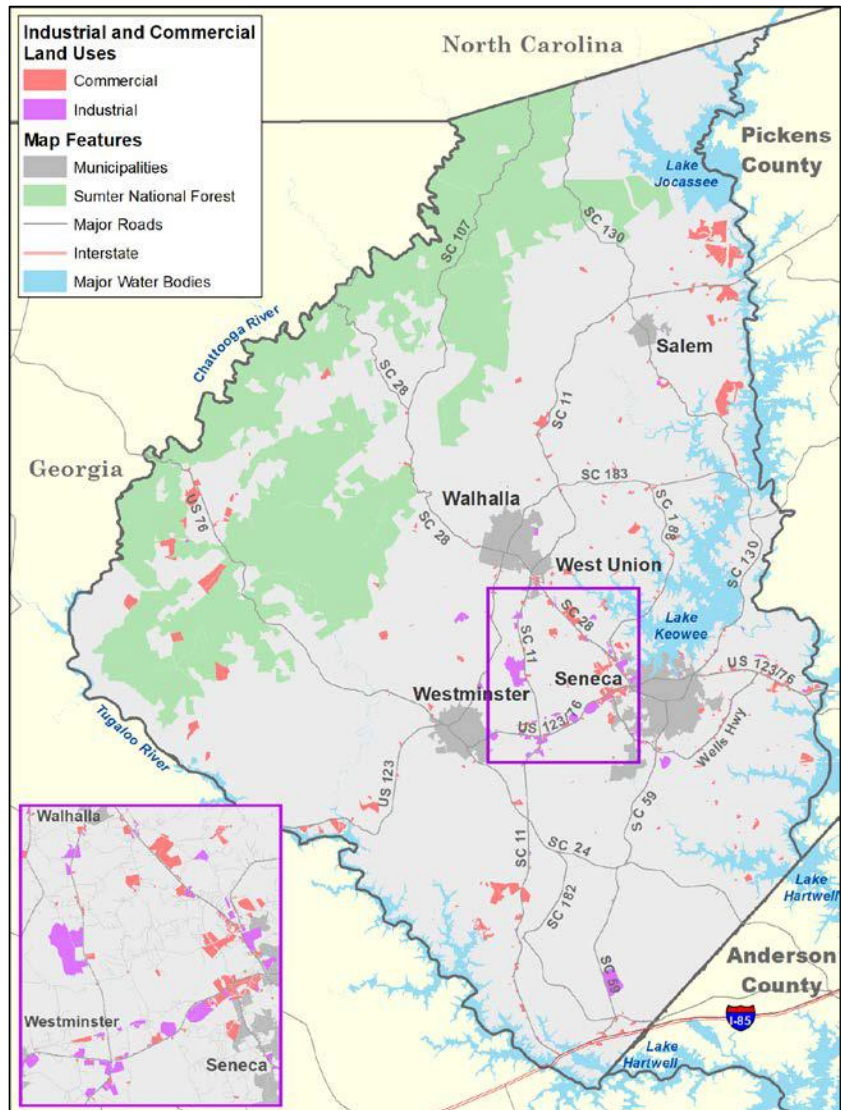 Industrial and Commercial
Land Uses
Commercial
Industrial
Map Features
Municipalities
Sumter National Forest
Major Roads
Interstate
Major Water Bodies
North Carolina
Pickens
County
Lake
Jocassee
SC 107
SC 130
Chattooga River
Salem
SC 28
SC 11
Georgia
US 76
SC 183
Walhalla
SC 188
SC 28
SC 130
West Union
Lake
Keowee
SC 28
SC 11
Seneca
US 123/76
Westminster
US 123/76
Wells Hwy
Tugaloo River
US 123
SC 59
SC 11
SC 24
SC 182
Lake
Hartwell
SC 59
Anderson
County
I-85
Lake
Hartwell
Walhalla
Westminster
Seneca